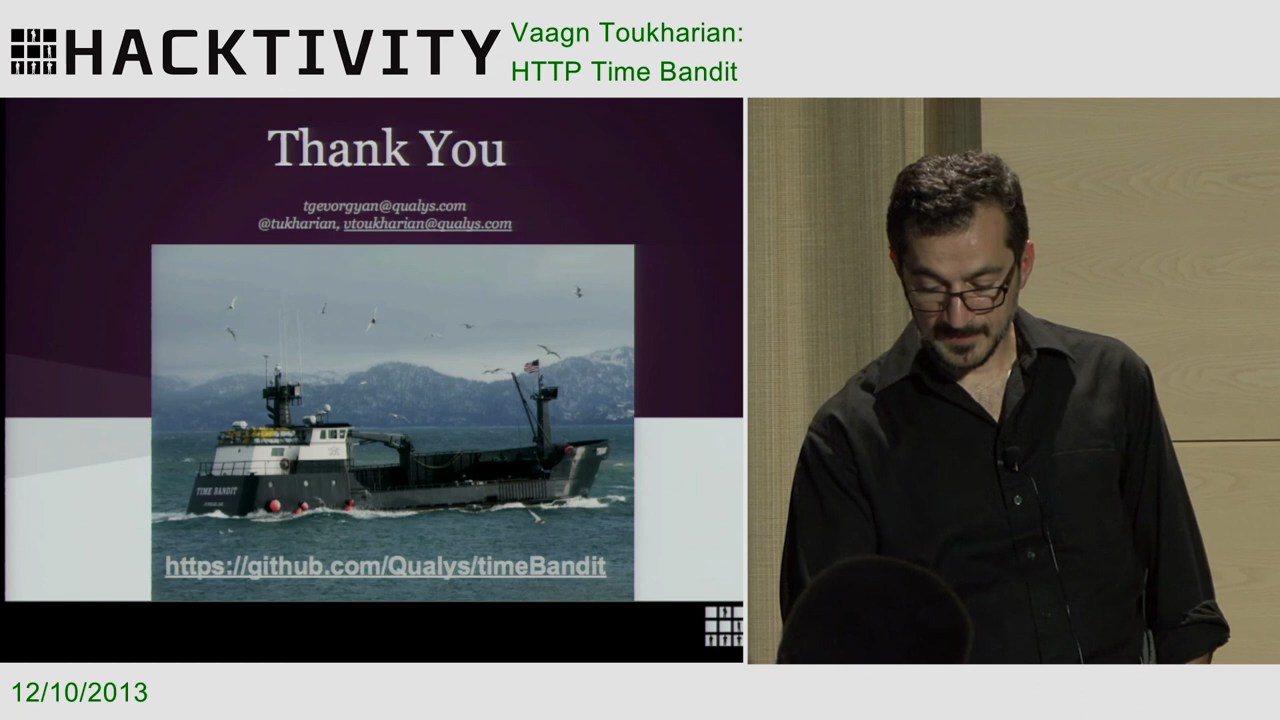 HACKTIVITY
Vaagn Toukharian:
HTTP Time Bandit
Thank You
tgevorgyan@qualys.com
@tukharian, vtoukharian@qualys.com
TIME BANDIT
https://github.com/Qualys/timeBandit
12/10/2013